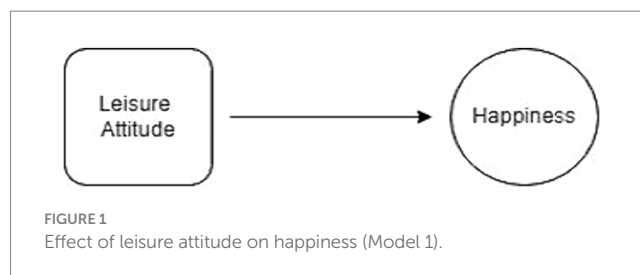 Leisure
Attitude
Happiness
FIGURE 1
Effect of leisure attitude on happiness (Model 1).